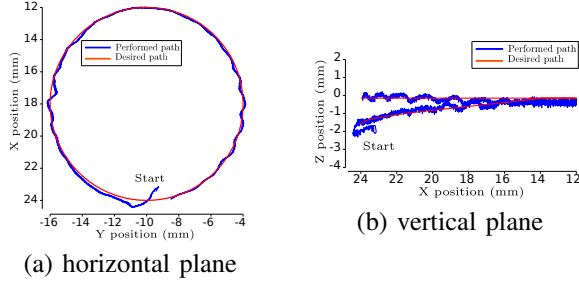 12
14
16
18
20
22
24
X position (mm)
Performed path
Desired path
Start
-16 -14 -12 -10 -8 -6 -4
Y position (mm)
(a) horizontal plane
2
1
0
-1
-2
-3
-4
Z position (mm)
Performed path
Desired path
Start
24 22 20 18 16 14 12
X position (mm)
(b) vertical plane